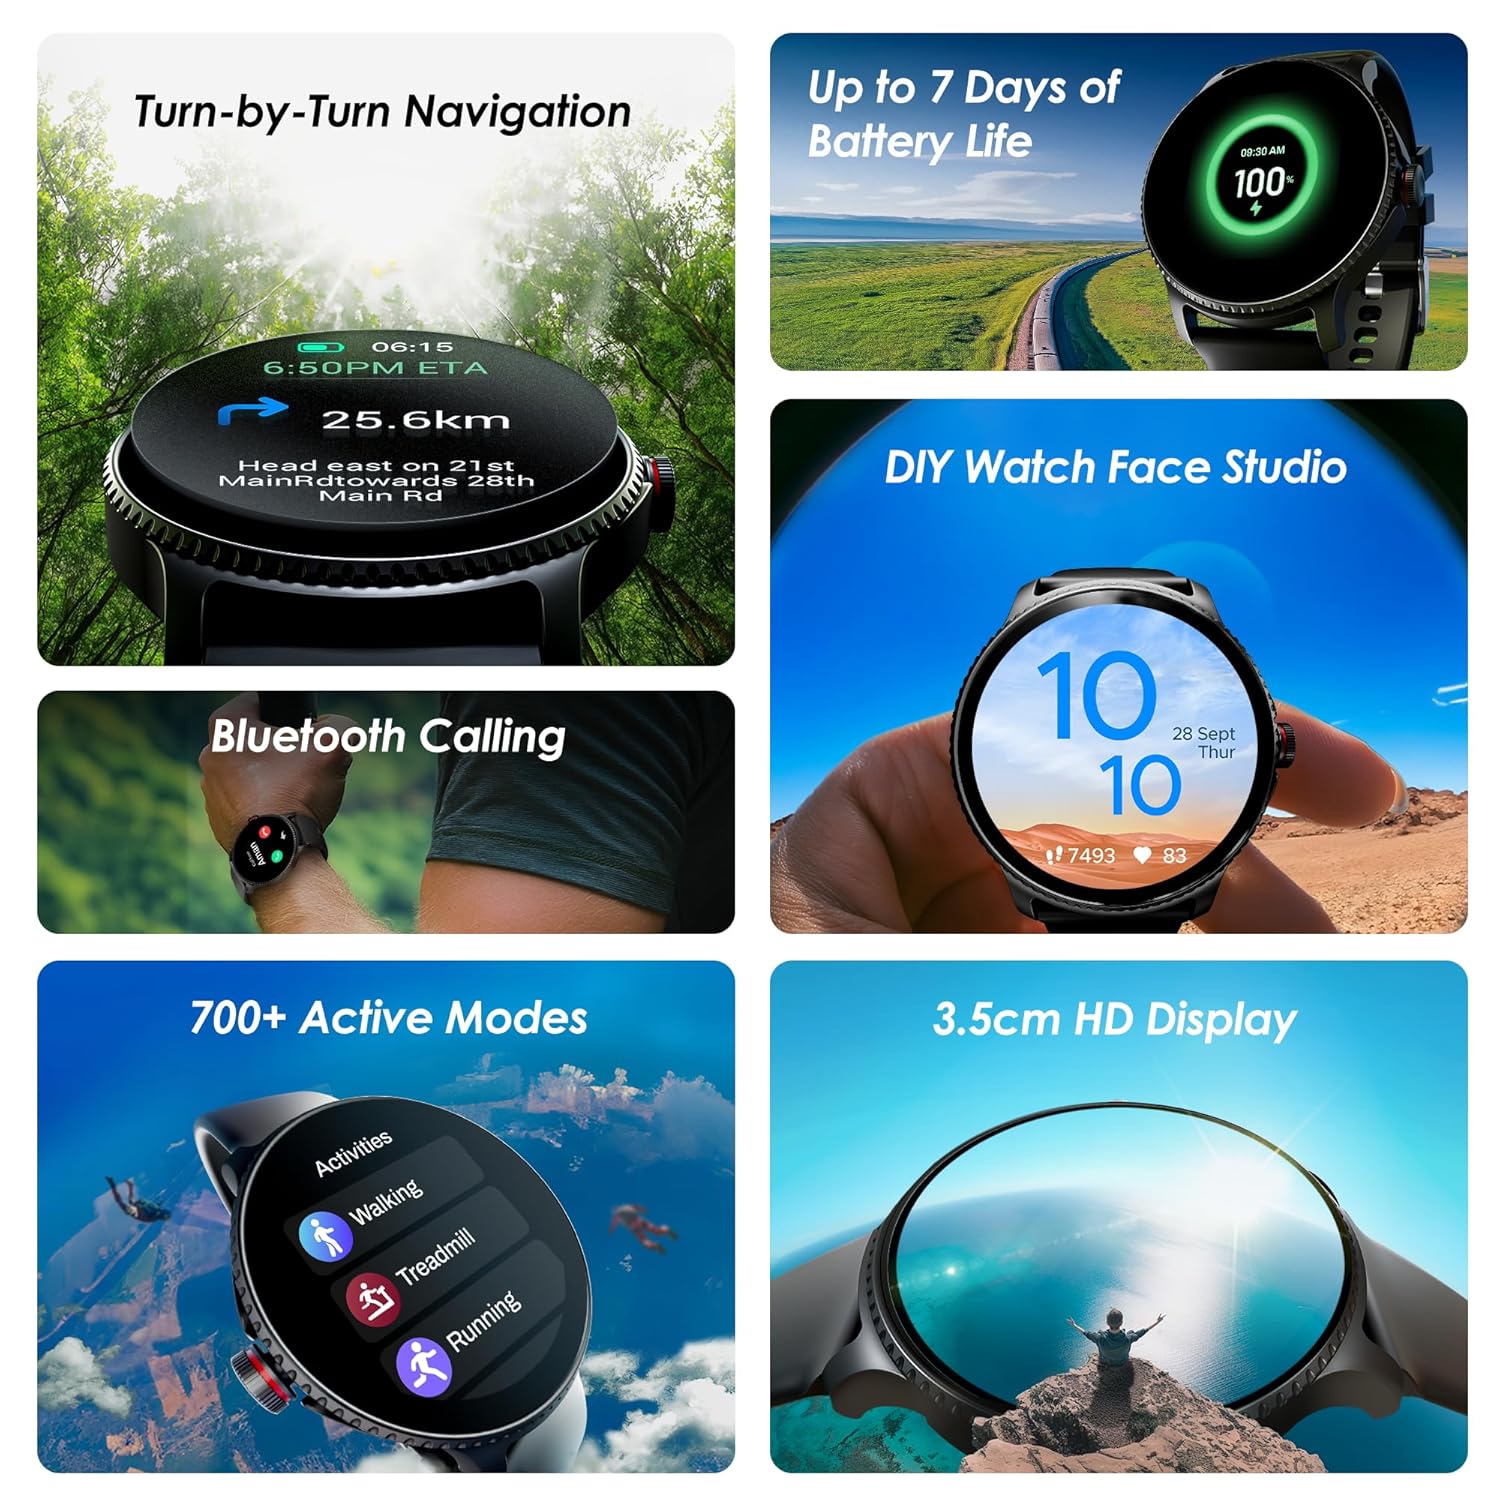 Turn-by-Turn Navigation
06:15
6:50PM ETA
25.6km
Head east on 21st
MainRdtowards 28th
Main Rd
Up to 7 Days of
Battery Life
09:30 AM
100%
DIY Watch Face Studio
10
28 Sept
Thur
10
7493 83
Bluetooth Calling
Aman
700+ Active Modes
Activities
Walking
Treadmill
Running
3.5cm HD Display